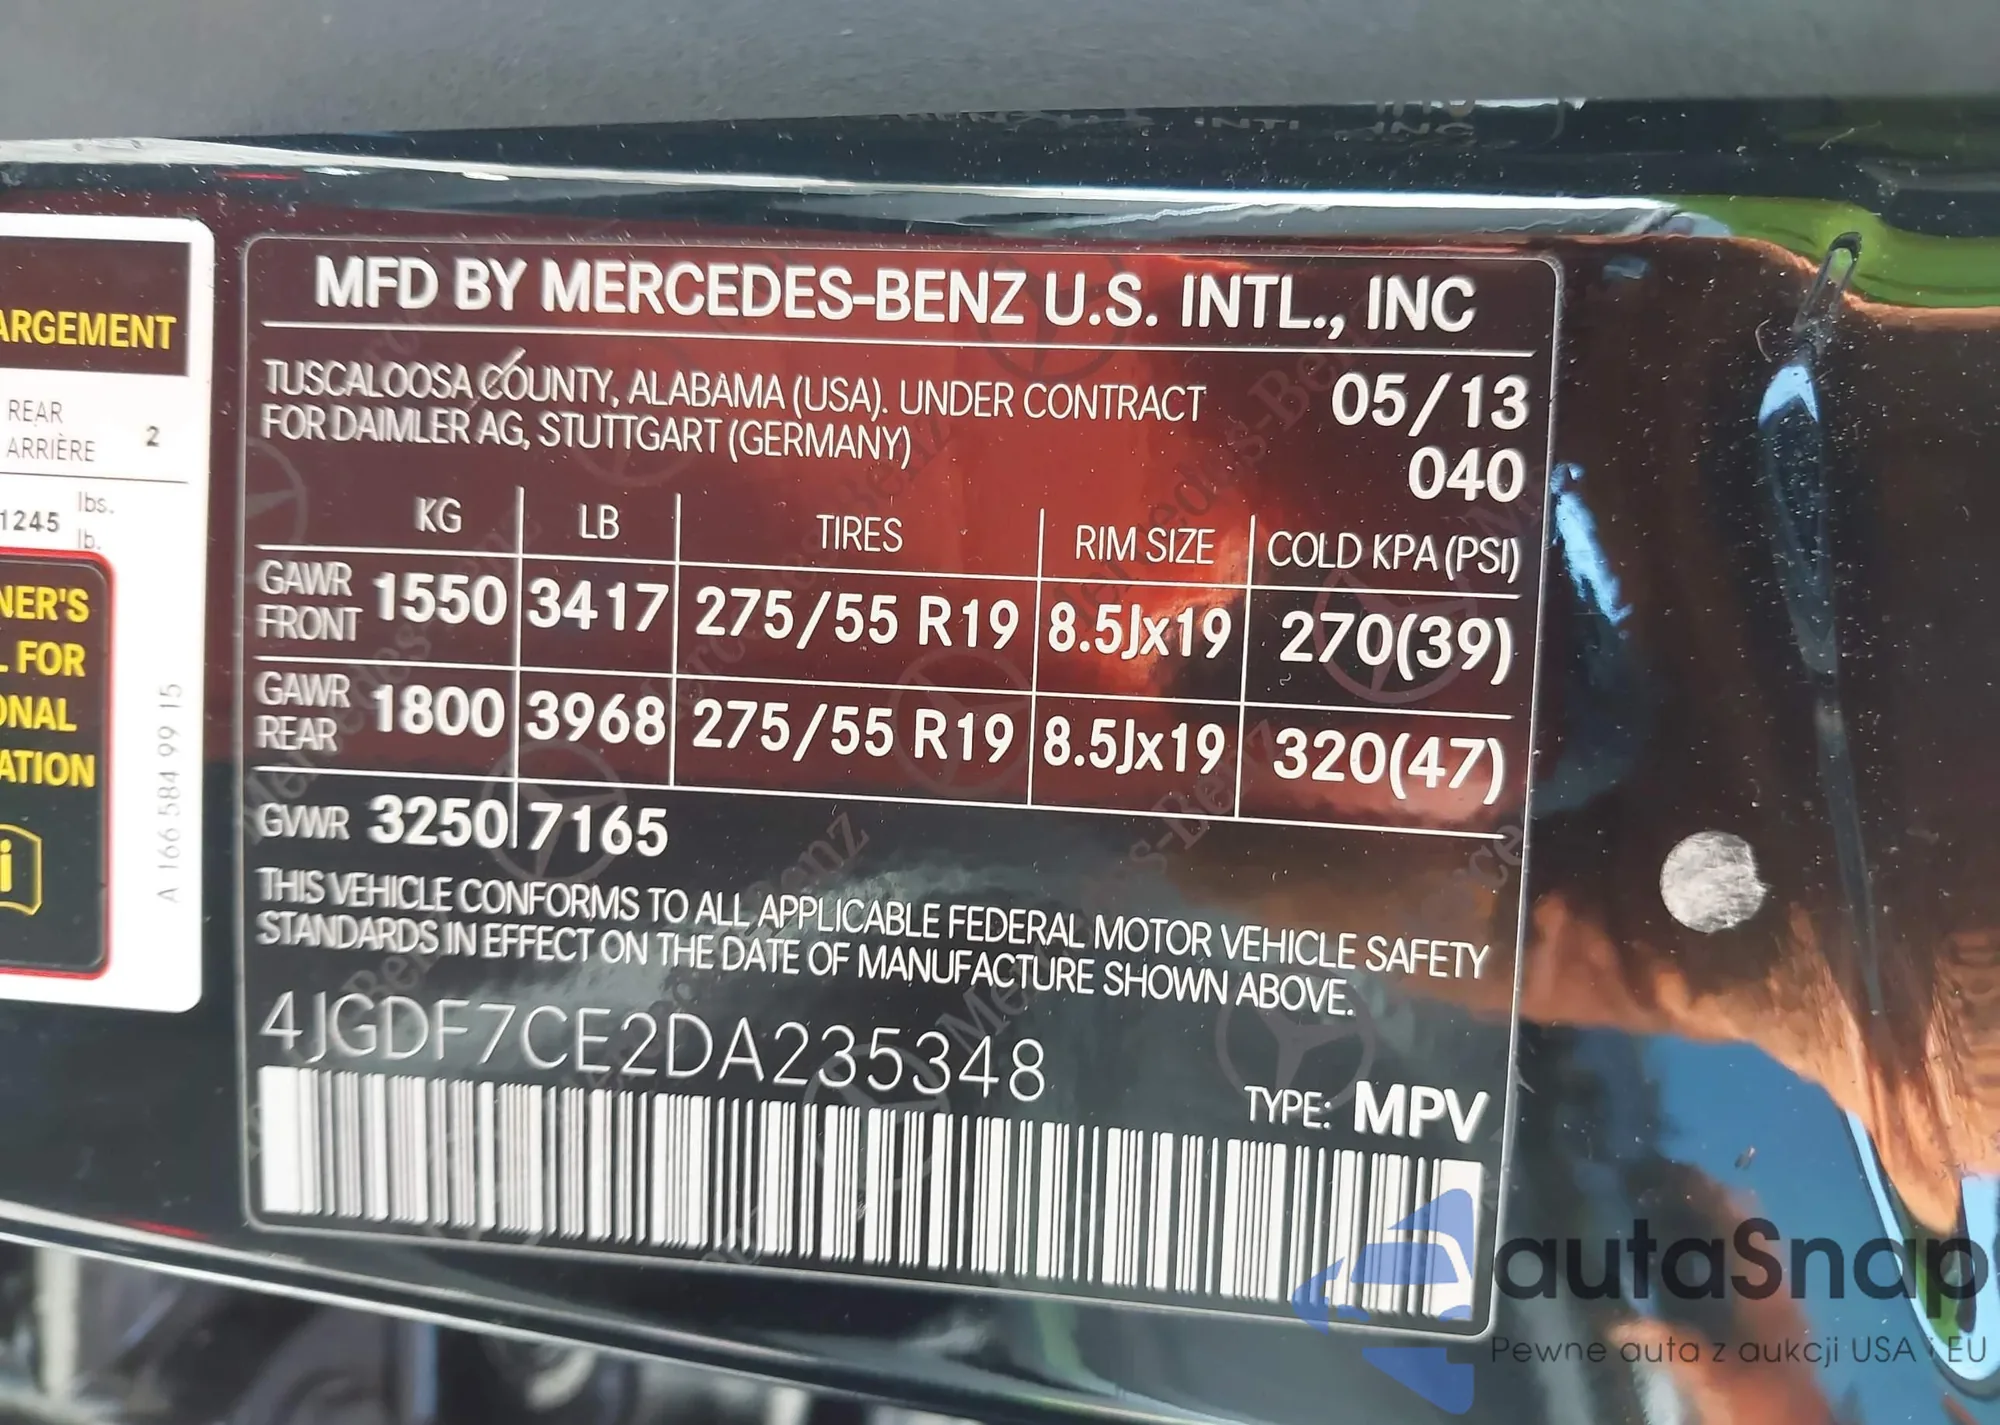 ARGEMENT
REAR
ARRIÈRE 2
1245 lbs.
lb.
NER'S
L FOR
ONAL
ATION
i
A 166 584 99 15
MFD BY MERCEDES-BENZ U.S. INTL., INC
TUSCALOOSA COUNTY, ALABAMA (USA). UNDER CONTRACT
FOR DAIMLER AG, STUTTGART (GERMANY)
05/13
040
KG LB TIRES RIM SIZE COLD KPA (PSI)
GAWR FRONT 1550 3417 275/55 R19 8.5Jx19 270(39)
GAWR REAR 1800 3968 275/55 R19 8.5Jx19 320(47)
GVWR 3250 7165
THIS VEHICLE CONFORMS TO ALL APPLICABLE FEDERAL MOTOR VEHICLE SAFETY
STANDARDS IN EFFECT ON THE DATE OF MANUFACTURE SHOWN ABOVE.
4JGDF7CE2DA235348
TYPE: MPV
autaSnap
Pewne auta z aukcji USA i EU